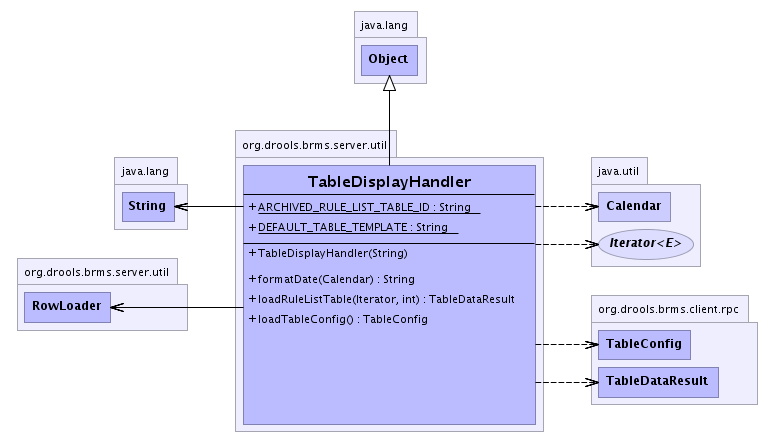 java.lang
Object
org.drools.brms.server.util
TableDisplayHandler
+ ARCHIVED_RULE_LIST_TABLE_ID : String
+ DEFAULT_TABLE_TEMPLATE : String
+ TableDisplayHandler(String)
+ formatDate(Calendar) : String
+ loadRuleListTable(Iterator, int) : TableDataResult
+ loadTableConfig() : TableConfig
java.lang
String
org.drools.brms.server.util
RowLoader
java.util
Calendar
Iterator<E>
org.drools.brms.client.rpc
TableConfig
TableDataResult